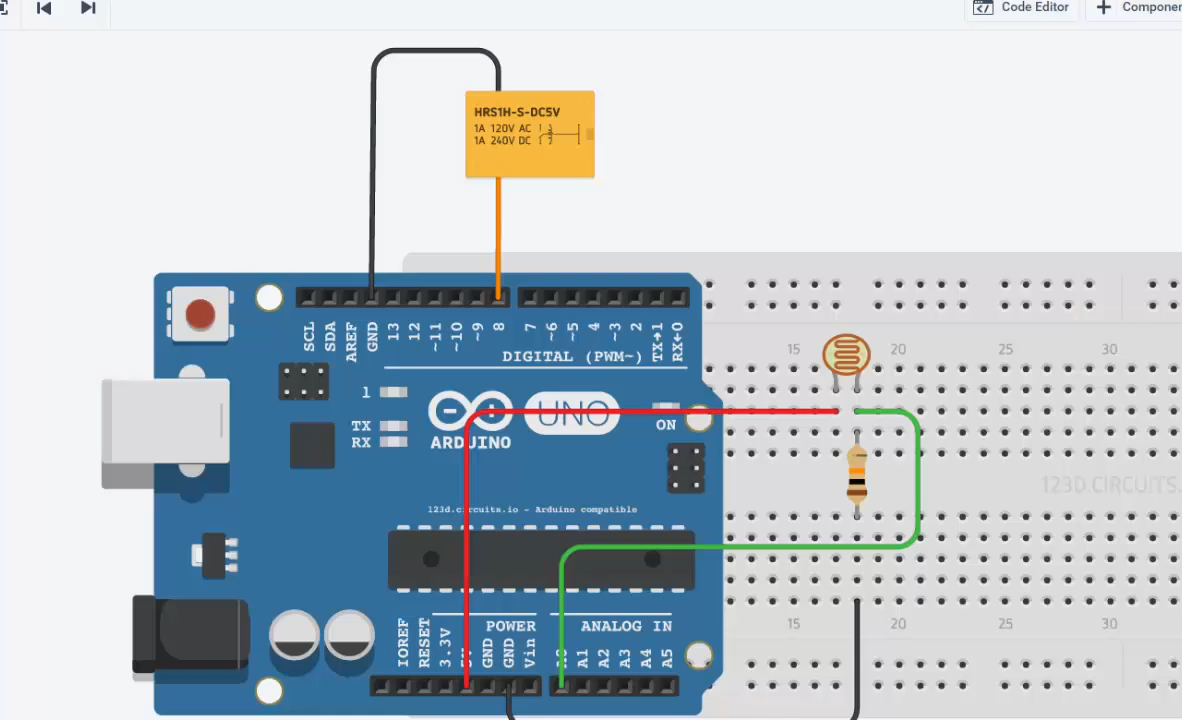 Code Editor
Componen
HRS1H-S-DC5V
1A 120V AC
1A 240V DC
SCL
SDA
AREF
GND
13
12
~11
~10
~9
8
7
~6
~5
4
~3
2
TX→1
RX←0
DIGITAL (PWM~)
15
20
25
30
1
TX
RX
UNO
ON
ARDUINO
123D.CIRCUITS.
123d.circuits.io - Arduino compatible
IOREF
RESET
3.3V
GND
GND
Vin
POWER
ANALOG IN
A1
A2
A3
A4
A5
15
20
25
30